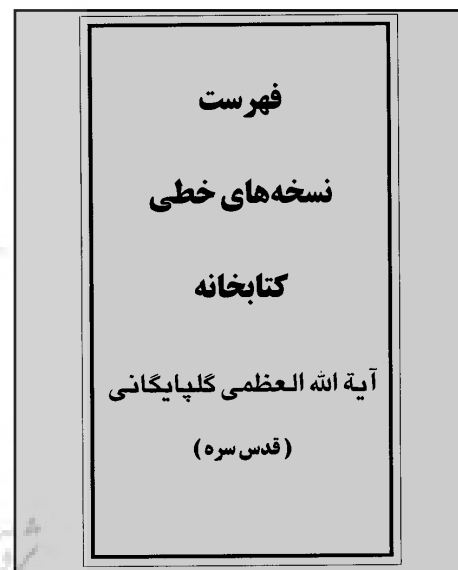 فهرست
نسخه‌های خطی
کتابخانه
آیة الله العظمی گلپایگانی
(قدس سره)